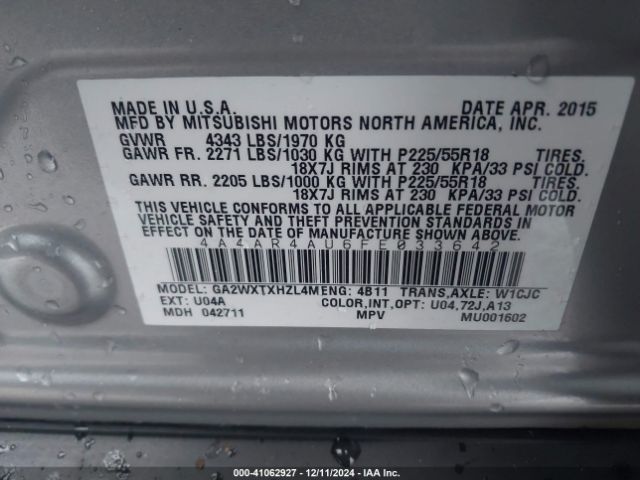 MADE IN U.S.A. DATE APR. 2015
MFD BY MITSUBISHI MOTORS NORTH AMERICA, INC.
GVWR 4343 LBS/1970 KG
GAWR FR. 2271 LBS/1030 KG WITH P225/55R18 TIRES.
18X7J RIMS AT 230 KPA/33 PSI COLD.
GAWR RR. 2205 LBS/1000 KG WITH P225/55R18 TIRES.
18X7J RIMS AT 230 KPA/33 PSI COLD.
THIS VEHICLE CONFORMS TO ALL APPLICABLE FEDERAL MOTOR
VEHICLE SAFETY AND THEFT PREVENTION STANDARDS IN
EFFECT ON THE DATE OF MANUFACTURE SHOWN ABOVE.
4A4AR4AU6FE033642
MODEL: GA2WXTXHZL4MENG: 4B11 TRANS,AXLE: W1CJC
EXT: U04A COLOR,INT,OPT: U04,72J,A13
MDH 042711 MPV MU001602
000-41062927 - 12/11/2024 - IAA Inc.